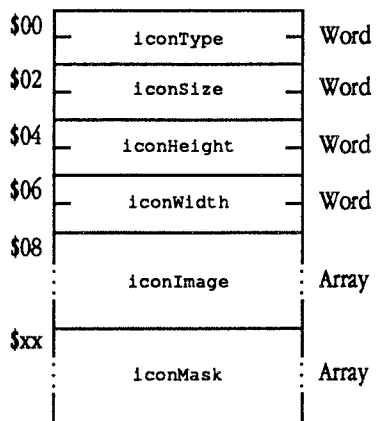 $00 iconType Word
$02 iconSize Word
$04 iconHeight Word
$06 iconWidth Word
$08
iconImage Array
$xx
iconMask Array